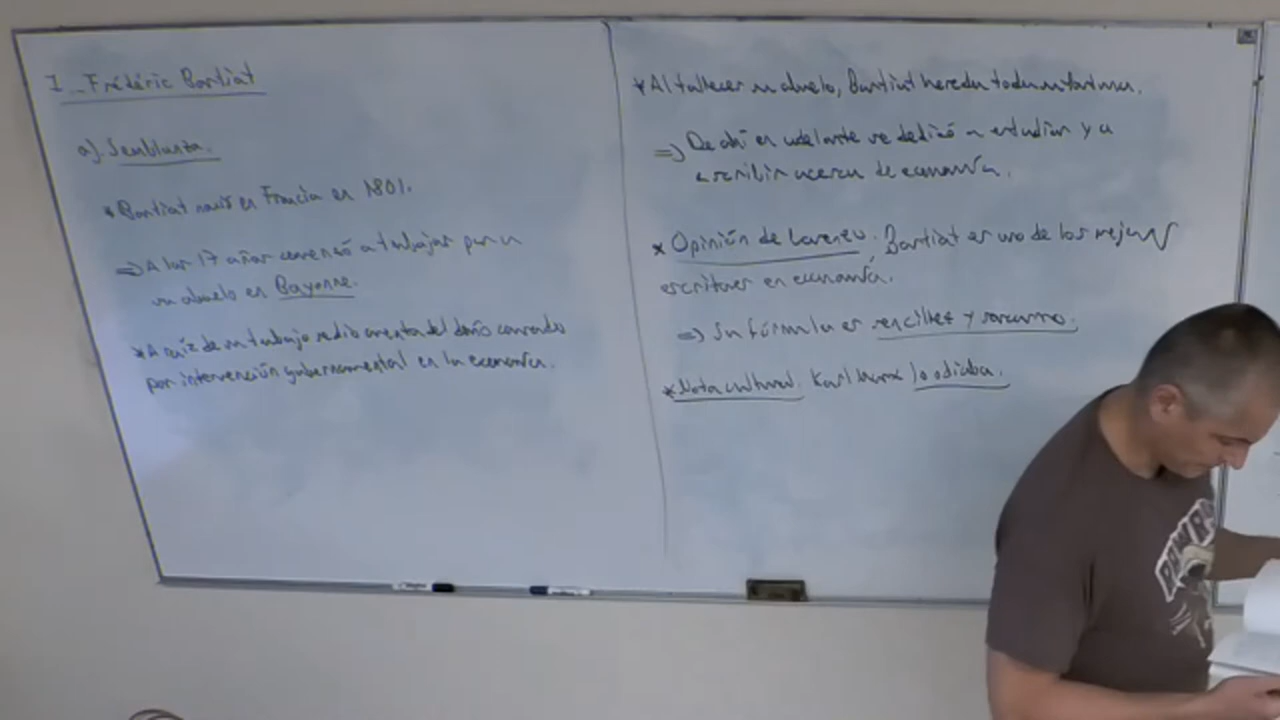 I. Frédéric Bastiat
a). Semblanza.
* Bastiat nació en Francia en 1801.
⇒ A los 17 años comenzó a trabajar para
su abuelo en Bayonne.
* A raíz de su trabajo se dio cuenta del daño causado
por intervención gubernamental en la economía.
* Al fallecer su abuelo, Bastiat hereda toda su fortuna.
⇒ De ahí en adelante se dedicó a estudiar y a
escribir acerca de economía.
* Opinión de . Bastiat es uno de los mejores
escritores en economía.
⇒ Su fórmula es sencillez y sarcasmo.
* Nota cultural. Karl Marx lo odiaba.